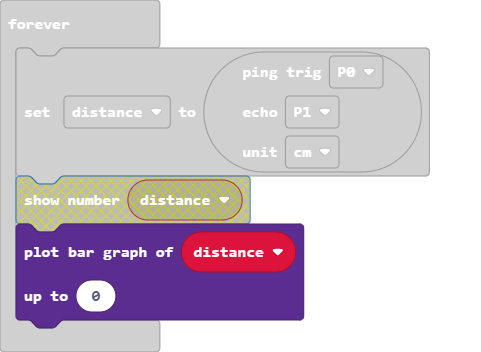 forever
ping trig P0
set distance to echo P1
unit cm
show number distance
plot bar graph of distance
up to 0